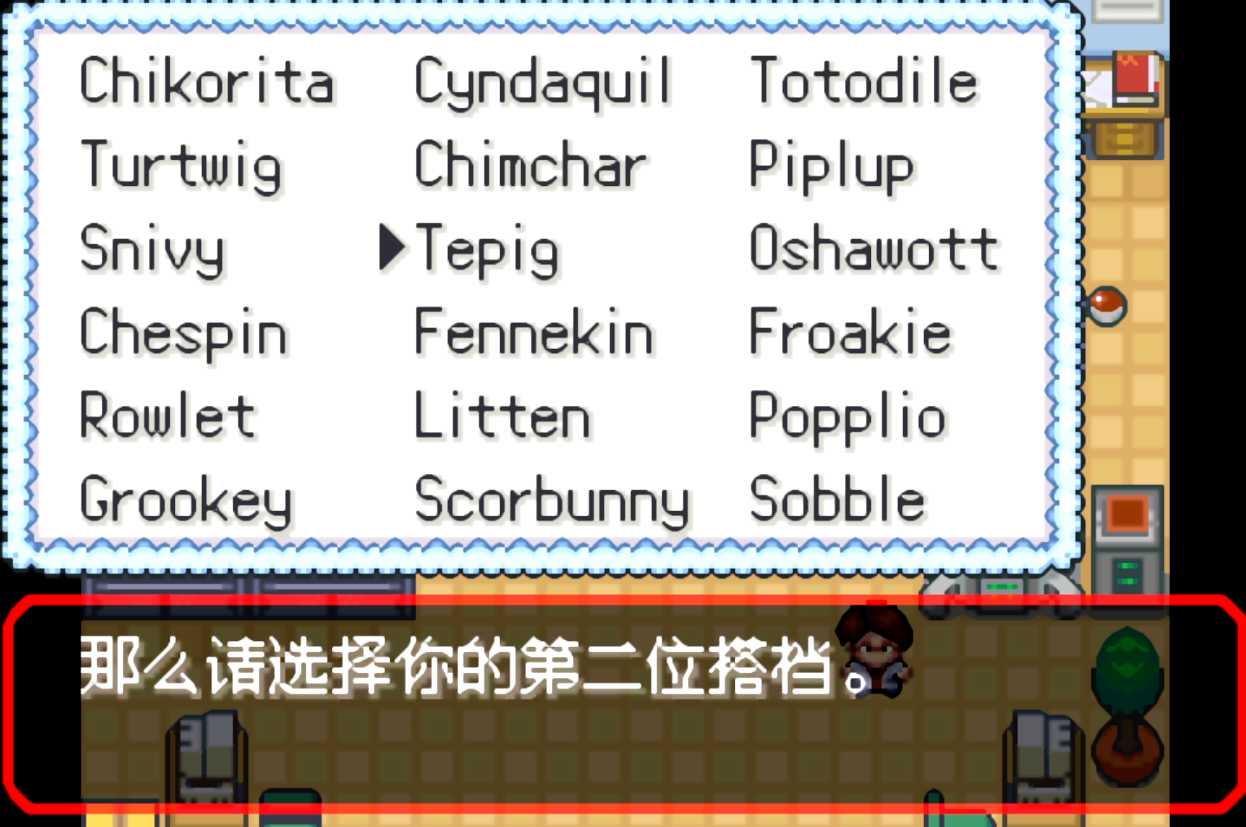 Chikorita Cyndaquil Totodile
Turtwig Chimchar Piplup
Snivy Tepig Oshawott
Chespin Fennekin Froakie
Rowlet Litten Popplio
Grookey Scorbunny Sobble
那么请选择你的第二位搭档。